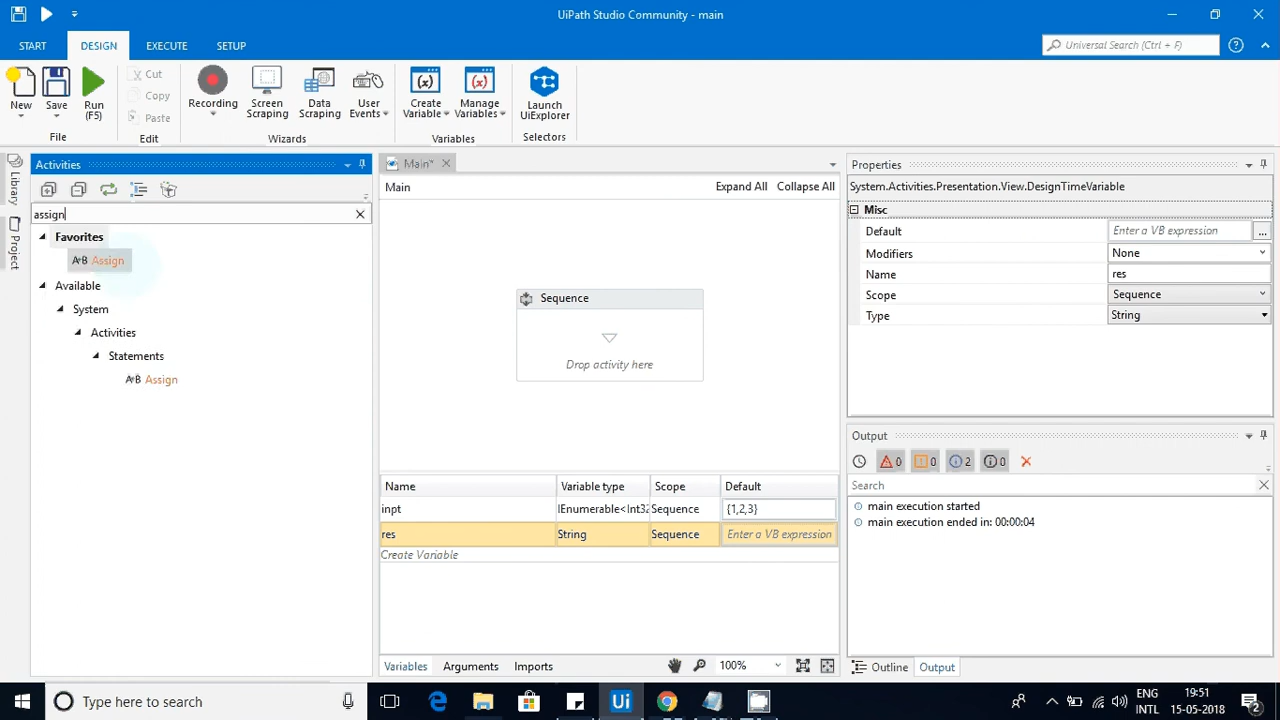 UiPath Studio Community - main
START DESIGN EXECUTE SETUP
Universal Search (Ctrl + F)
New Save Run (F5)
Cut
Copy
Paste
Recording Screen Scraping Data Scraping User Events
Create Variable Manage Variables
Launch UiExplorer
File Edit Wizards Variables Selectors
Library
Project
Activities
assign
Favorites
A+B Assign
Available
System
Activities
Statements
A+B Assign
Main*
Main Expand All Collapse All
Sequence
Drop activity here
Name Variable type Scope Default
inpt IEnumerable<Int32 Sequence {1,2,3}
res String Sequence Enter a VB expression
Create Variable
Variables Arguments Imports 100%
Properties
System.Activities.Presentation.View.DesignTimeVariable
Misc
Default Enter a VB expression ...
Modifiers None
Name res
Scope Sequence
Type String
Output
0 0 2 0
Search
main execution started
main execution ended in: 00:00:04
Outline Output
Type here to search
Ui
ENG
INTL
19:51
15-05-2018
2